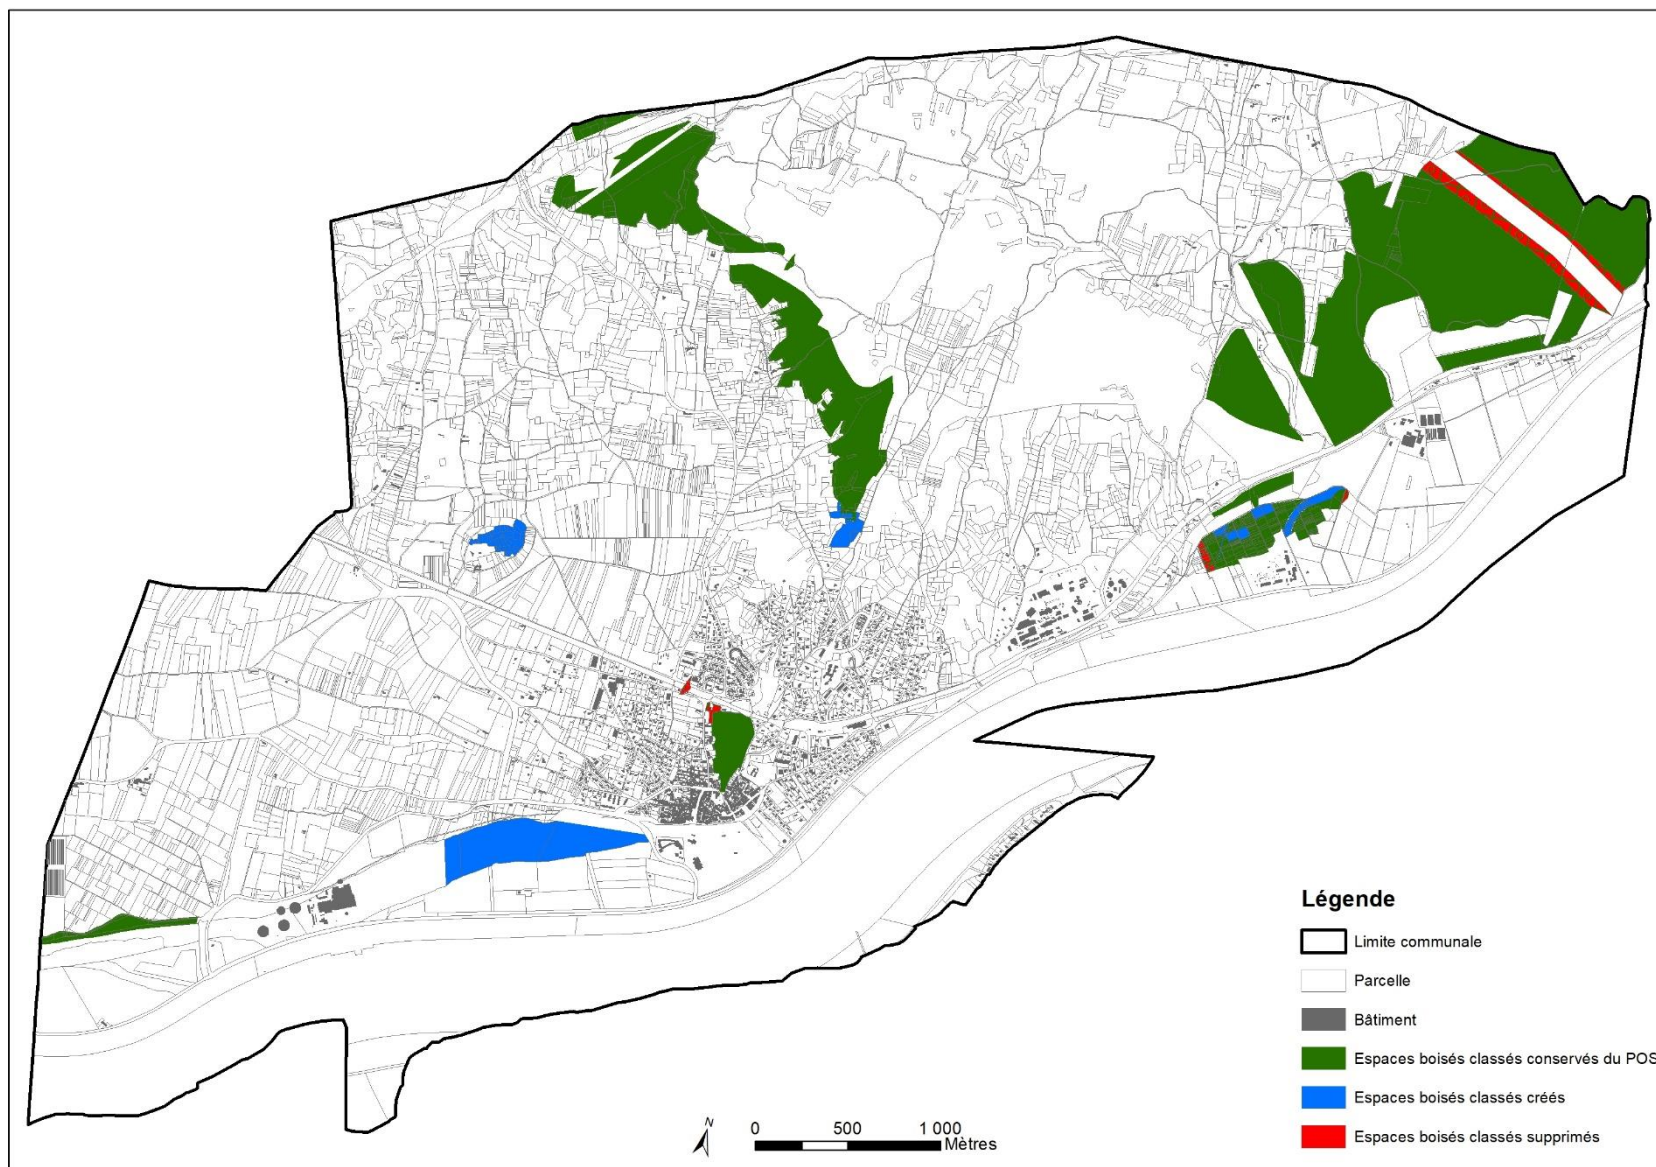 Légende
Limite communale
Parcelle
Bâtiment
Espaces boisés classés conservés du POS
Espaces boisés classés créés
Espaces boisés classés supprimés
N
0 500 1 000
Mètres